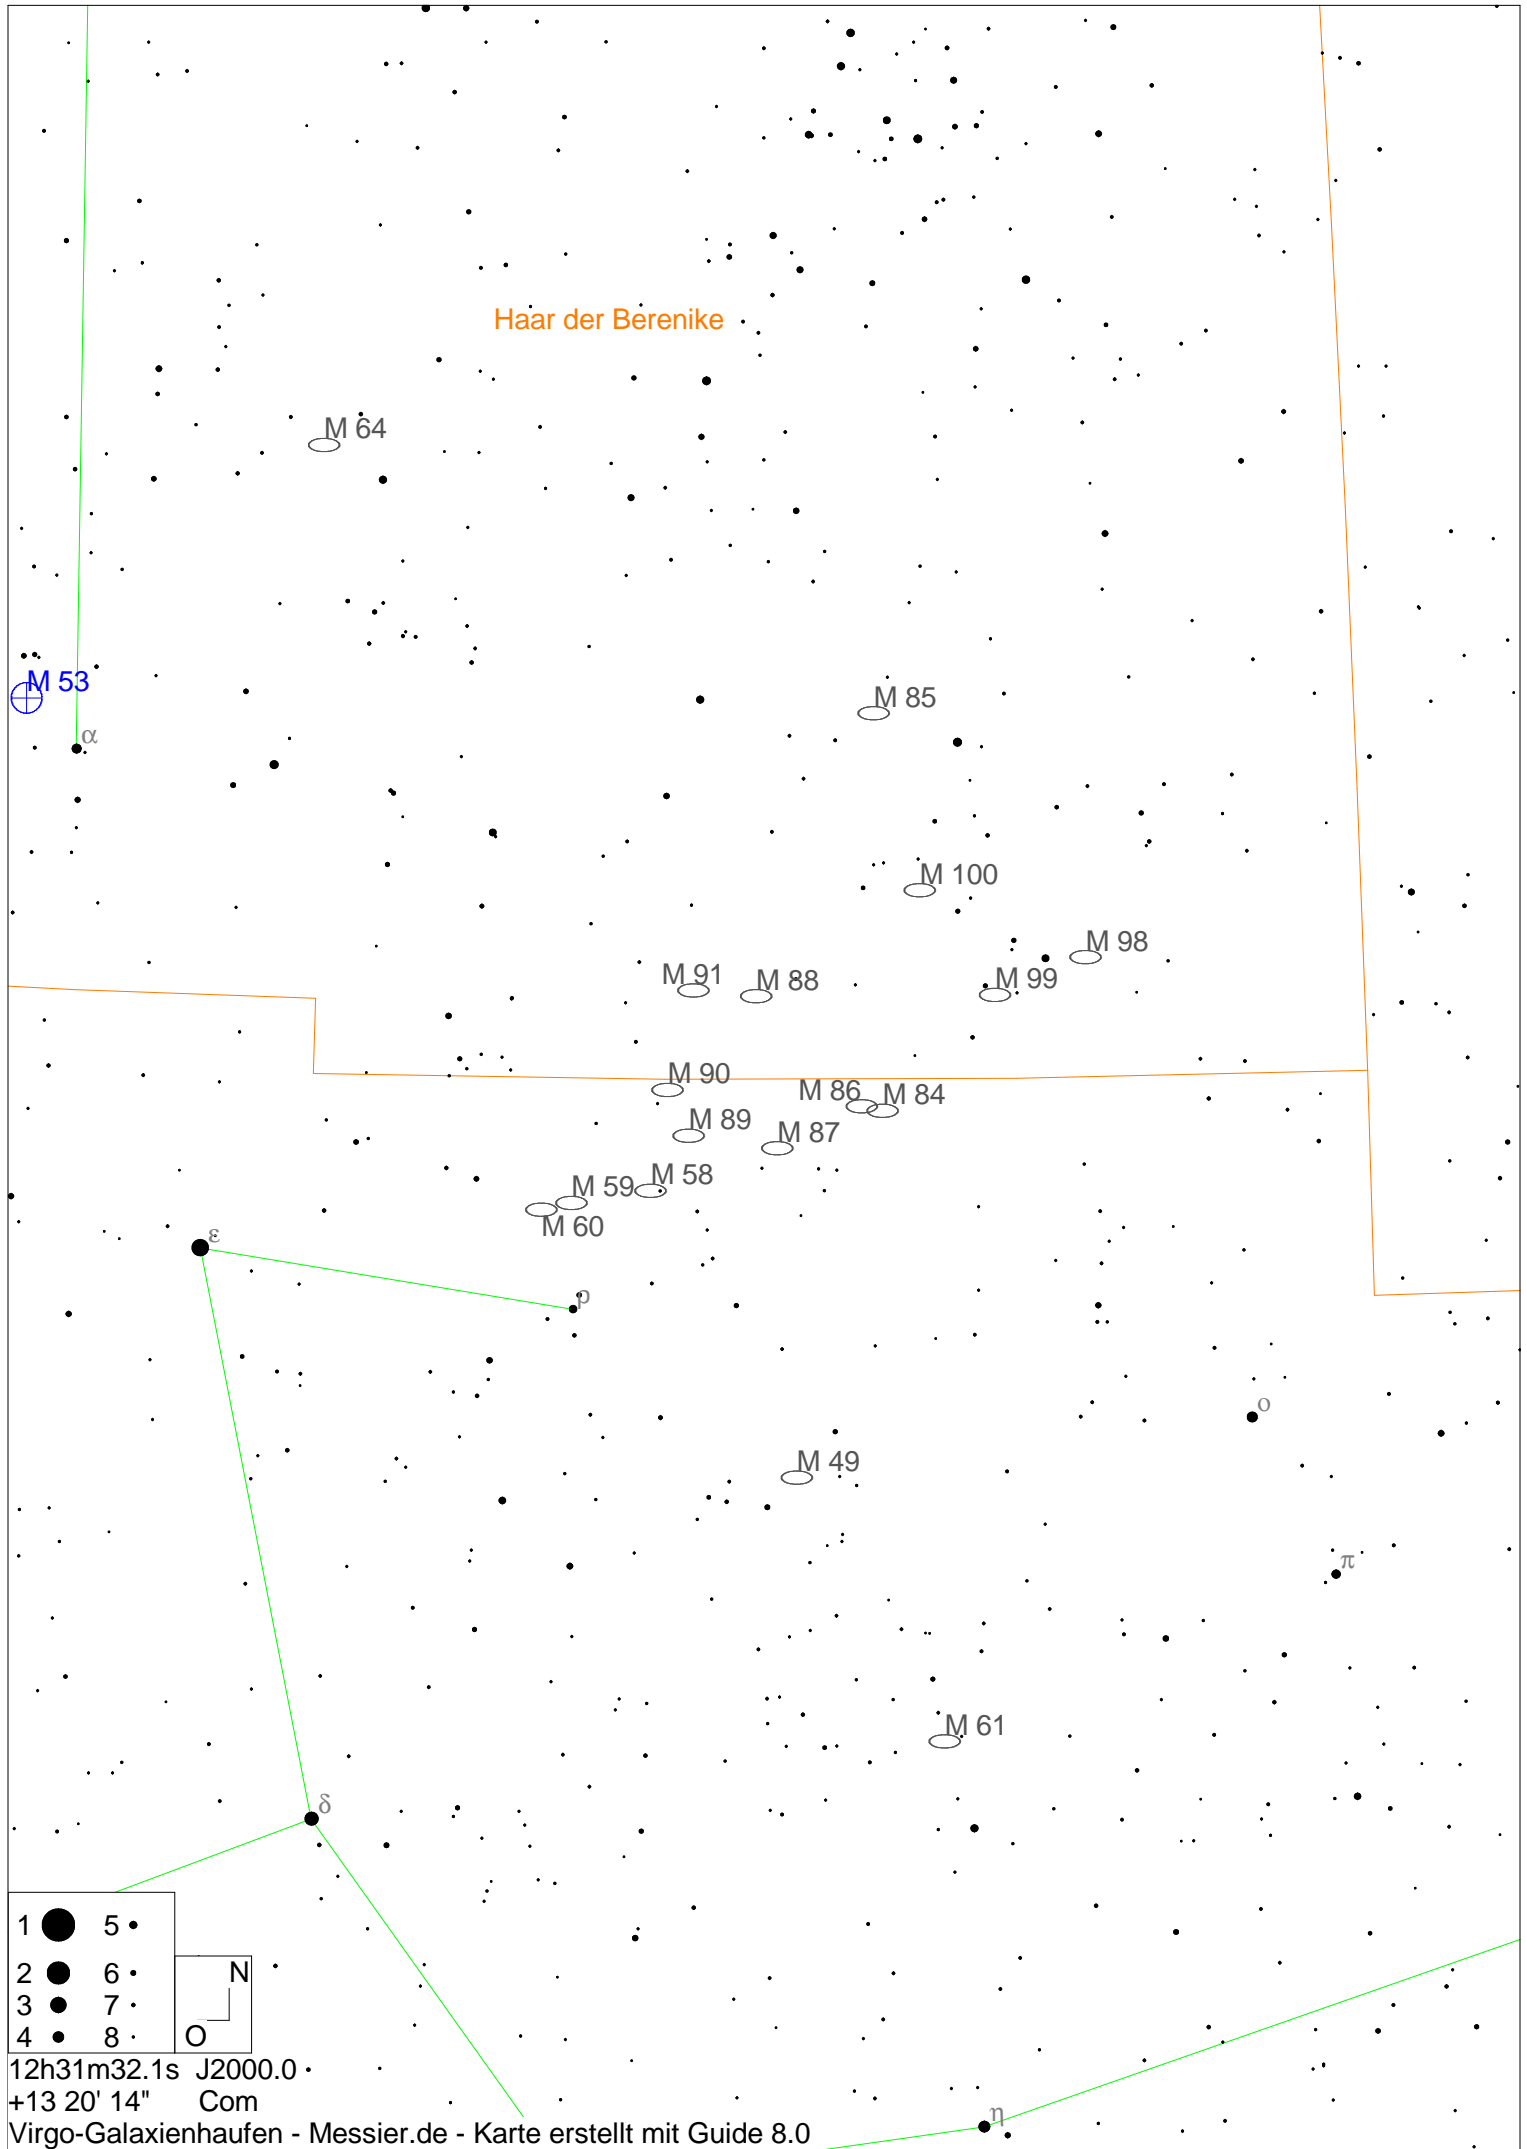 Haar der Berenike
M 64
M 53
α
M 85
M 100
M 98
M 91
M 88
M 99
M 90
M 86
M 84
M 89
M 87
M 59
M 58
M 60
ε
ρ
ο
M 49
π
M 61
δ
1 5
2 6
3 7
4 8
N
O
12h31m32.1s J2000.0
+13 20' 14" Com
η
Virgo-Galaxienhaufen - Messier.de - Karte erstellt mit Guide 8.0